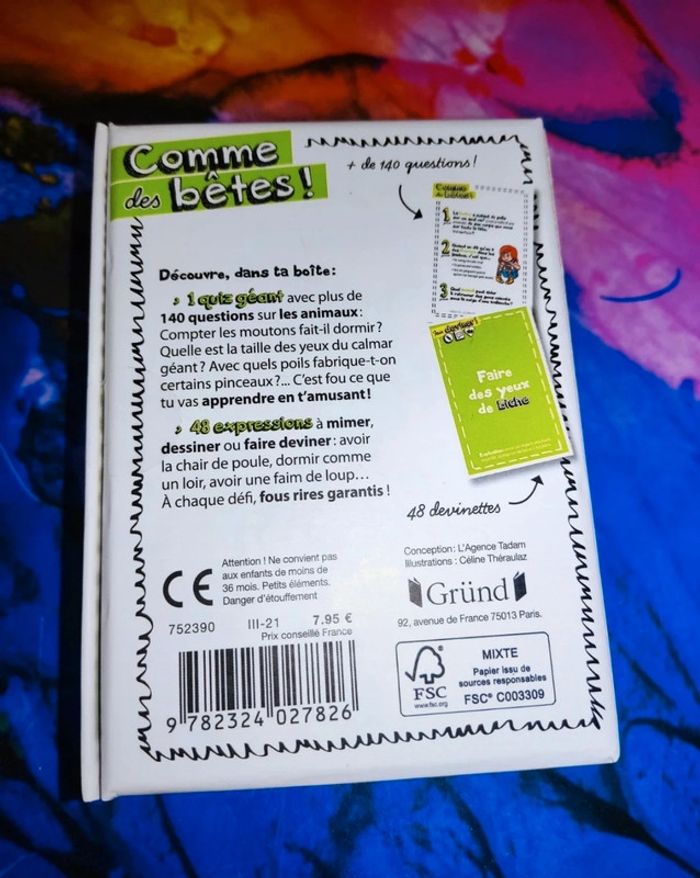 Comme
des bêtes !
+ de 140 questions !
Découvre, dans ta boîte :
› 1 quiz géant avec plus de
140 questions sur les animaux :
Compter les moutons fait-il dormir ?
Quelle est la taille des yeux du calmar
géant ? Avec quels poils fabrique-t-on
certains pinceaux ?... C'est fou ce que
tu vas apprendre en t'amusant !
› 48 expressions à mimer,
dessiner ou faire deviner : avoir
la chair de poule, dormir comme
un loir, avoir une faim de loup…
À chaque défi, fous rires garantis !
1
2
3
Faire
des yeux
de biche
48 devinettes
Attention ! Ne convient pas
aux enfants de moins de
36 mois. Petits éléments.
Danger d'étouffement
CE
Conception : L'Agence Tadam
Illustrations : Céline Théraulaz
Gründ
92, avenue de France 75013 Paris.
752390 III-21 7.95 €
Prix conseillé France
9 782324 027826
FSC
www.fsc.org
MIXTE
Papier issu de
sources responsables
FSC® C003309